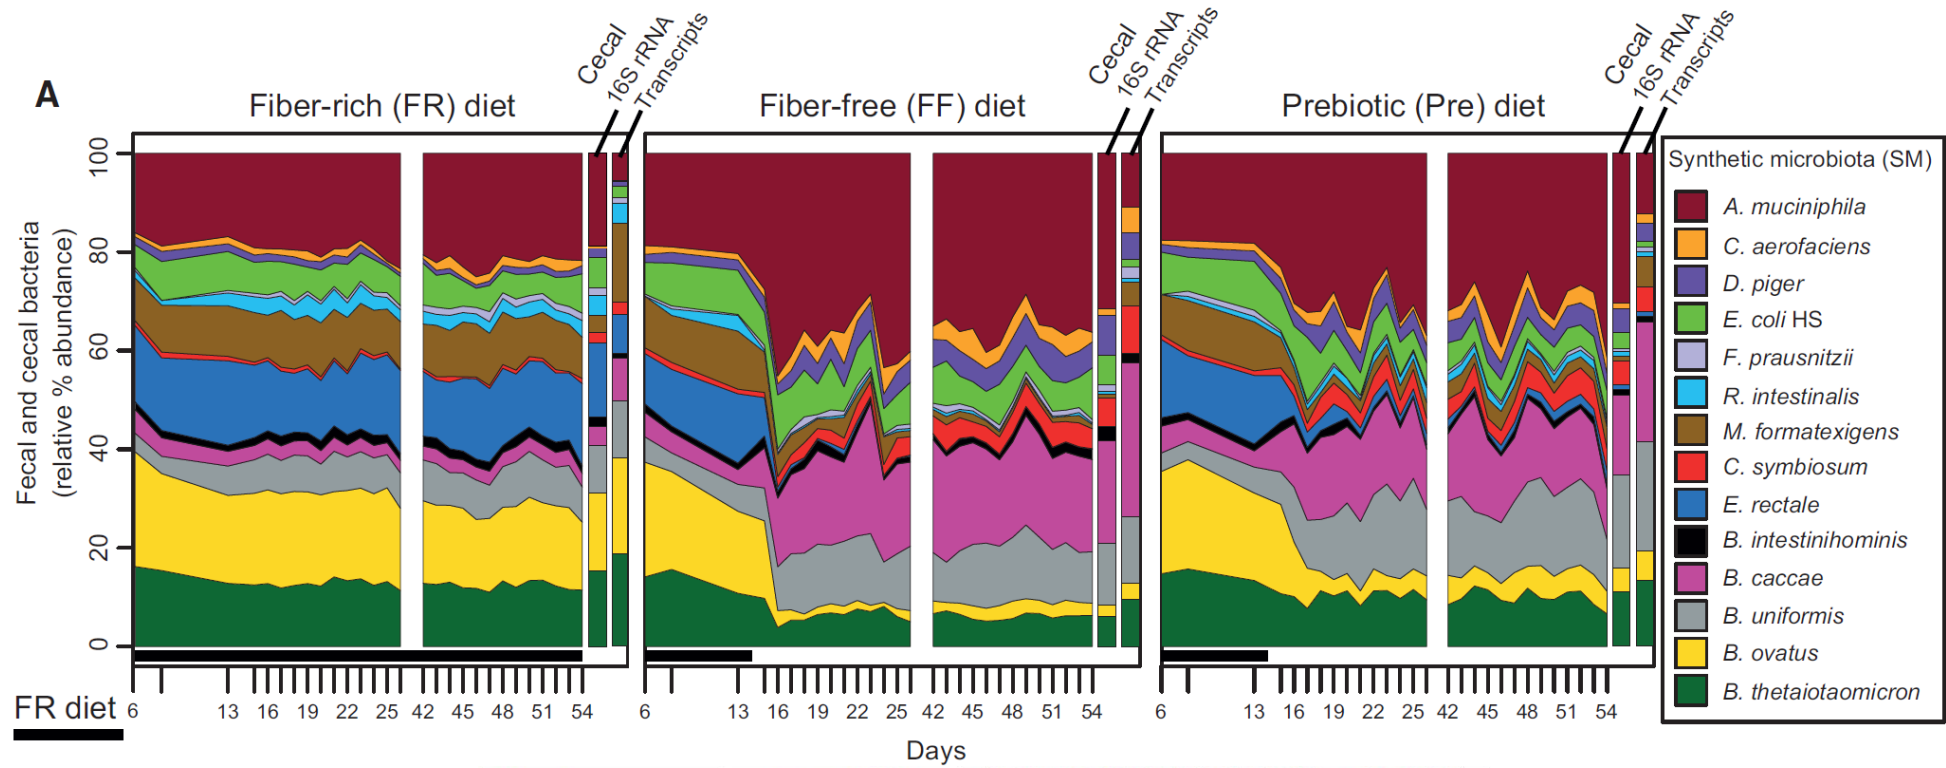 A
Fiber-rich (FR) diet
Cecal
16S rRNA
Transcripts
Fiber-free (FF) diet
Cecal
16S rRNA
Transcripts
Prebiotic (Pre) diet
Cecal
16S rRNA
Transcripts
Fecal and cecal bacteria
(relative % abundance)
100
80
60
40
20
0
6 13 16 19 22 25 42 45 48 51 54
6 13 16 19 22 25 42 45 48 51 54
6 13 16 19 22 25 42 45 48 51 54
FR diet
Days
Synthetic microbiota (SM)
A. muciniphila
C. aerofaciens
D. piger
E. coli HS
F. prausnitzii
R. intestinalis
M. formatexigens
C. symbiosum
E. rectale
B. intestinihominis
B. caccae
B. uniformis
B. ovatus
B. thetaiotaomicron